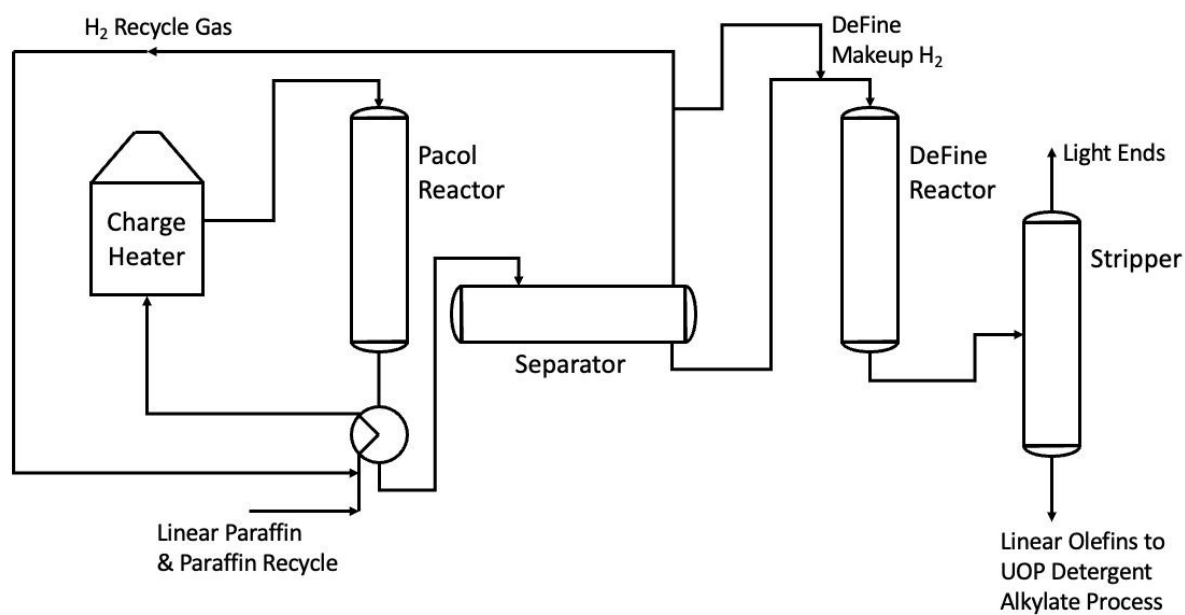 H₂ Recycle Gas
DeFine
Makeup H₂
Charge
Heater
Pacol
Reactor
Separator
DeFine
Reactor
Light Ends
Stripper
Linear Paraffin
& Paraffin Recycle
Linear Olefins to
UOP Detergent
Alkylate Process